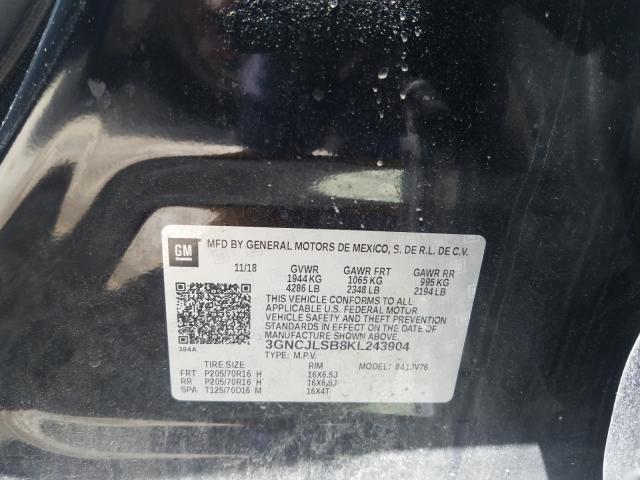 GM MFD BY GENERAL MOTORS DE MEXICO, S. DE R.L. DE C.V.
11/18 GVWR GAWR FRT GAWR RR
1944 KG 1065 KG 995 KG
4286 LB 2348 LB 2194 LB
THIS VEHICLE CONFORMS TO ALL
APPLICABLE U.S. FEDERAL MOTOR
VEHICLE SAFETY AND THEFT PREVENTION
STANDARDS IN EFFECT ON THE DATE OF
MANUFACTURE SHOWN ABOVE.
3GNCJLSB8KL243904
384A TYPE: M.P.V.
TIRE SIZE RIM MODEL: 841JV76
FRT P205/70R16 H 16X6.5J
RR P205/70R16 H 16X6.5J
SPA T125/70D16 M 16X4T